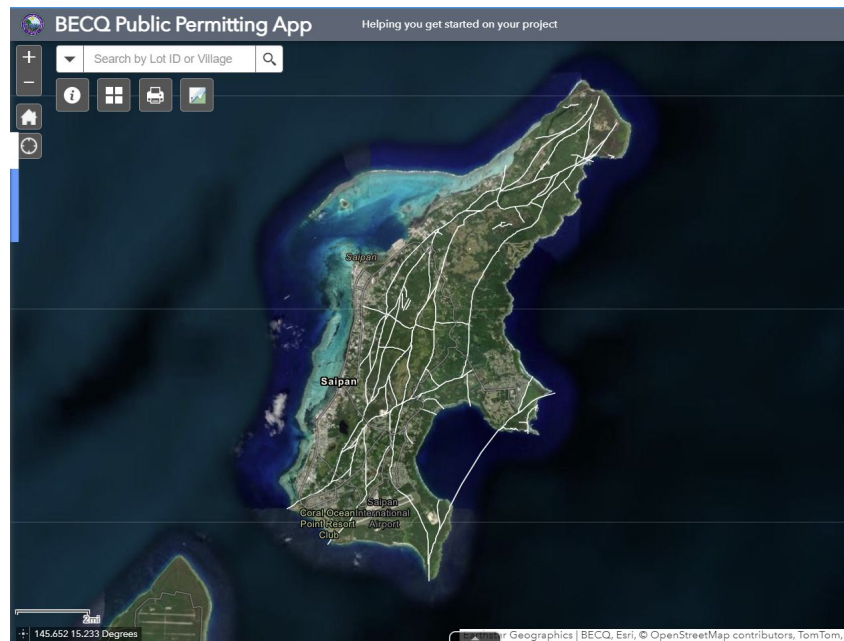 BECQ Public Permitting App
Helping you get started on your project
Search by Lot ID or Village
Saipan
Saipan
Saipan
International
Airport
Coral Ocean
Point Resort
Club
2mi
145.652 15.233 Degrees
Earthstar Geographics | BECQ, Esri, © OpenStreetMap contributors, TomTom,